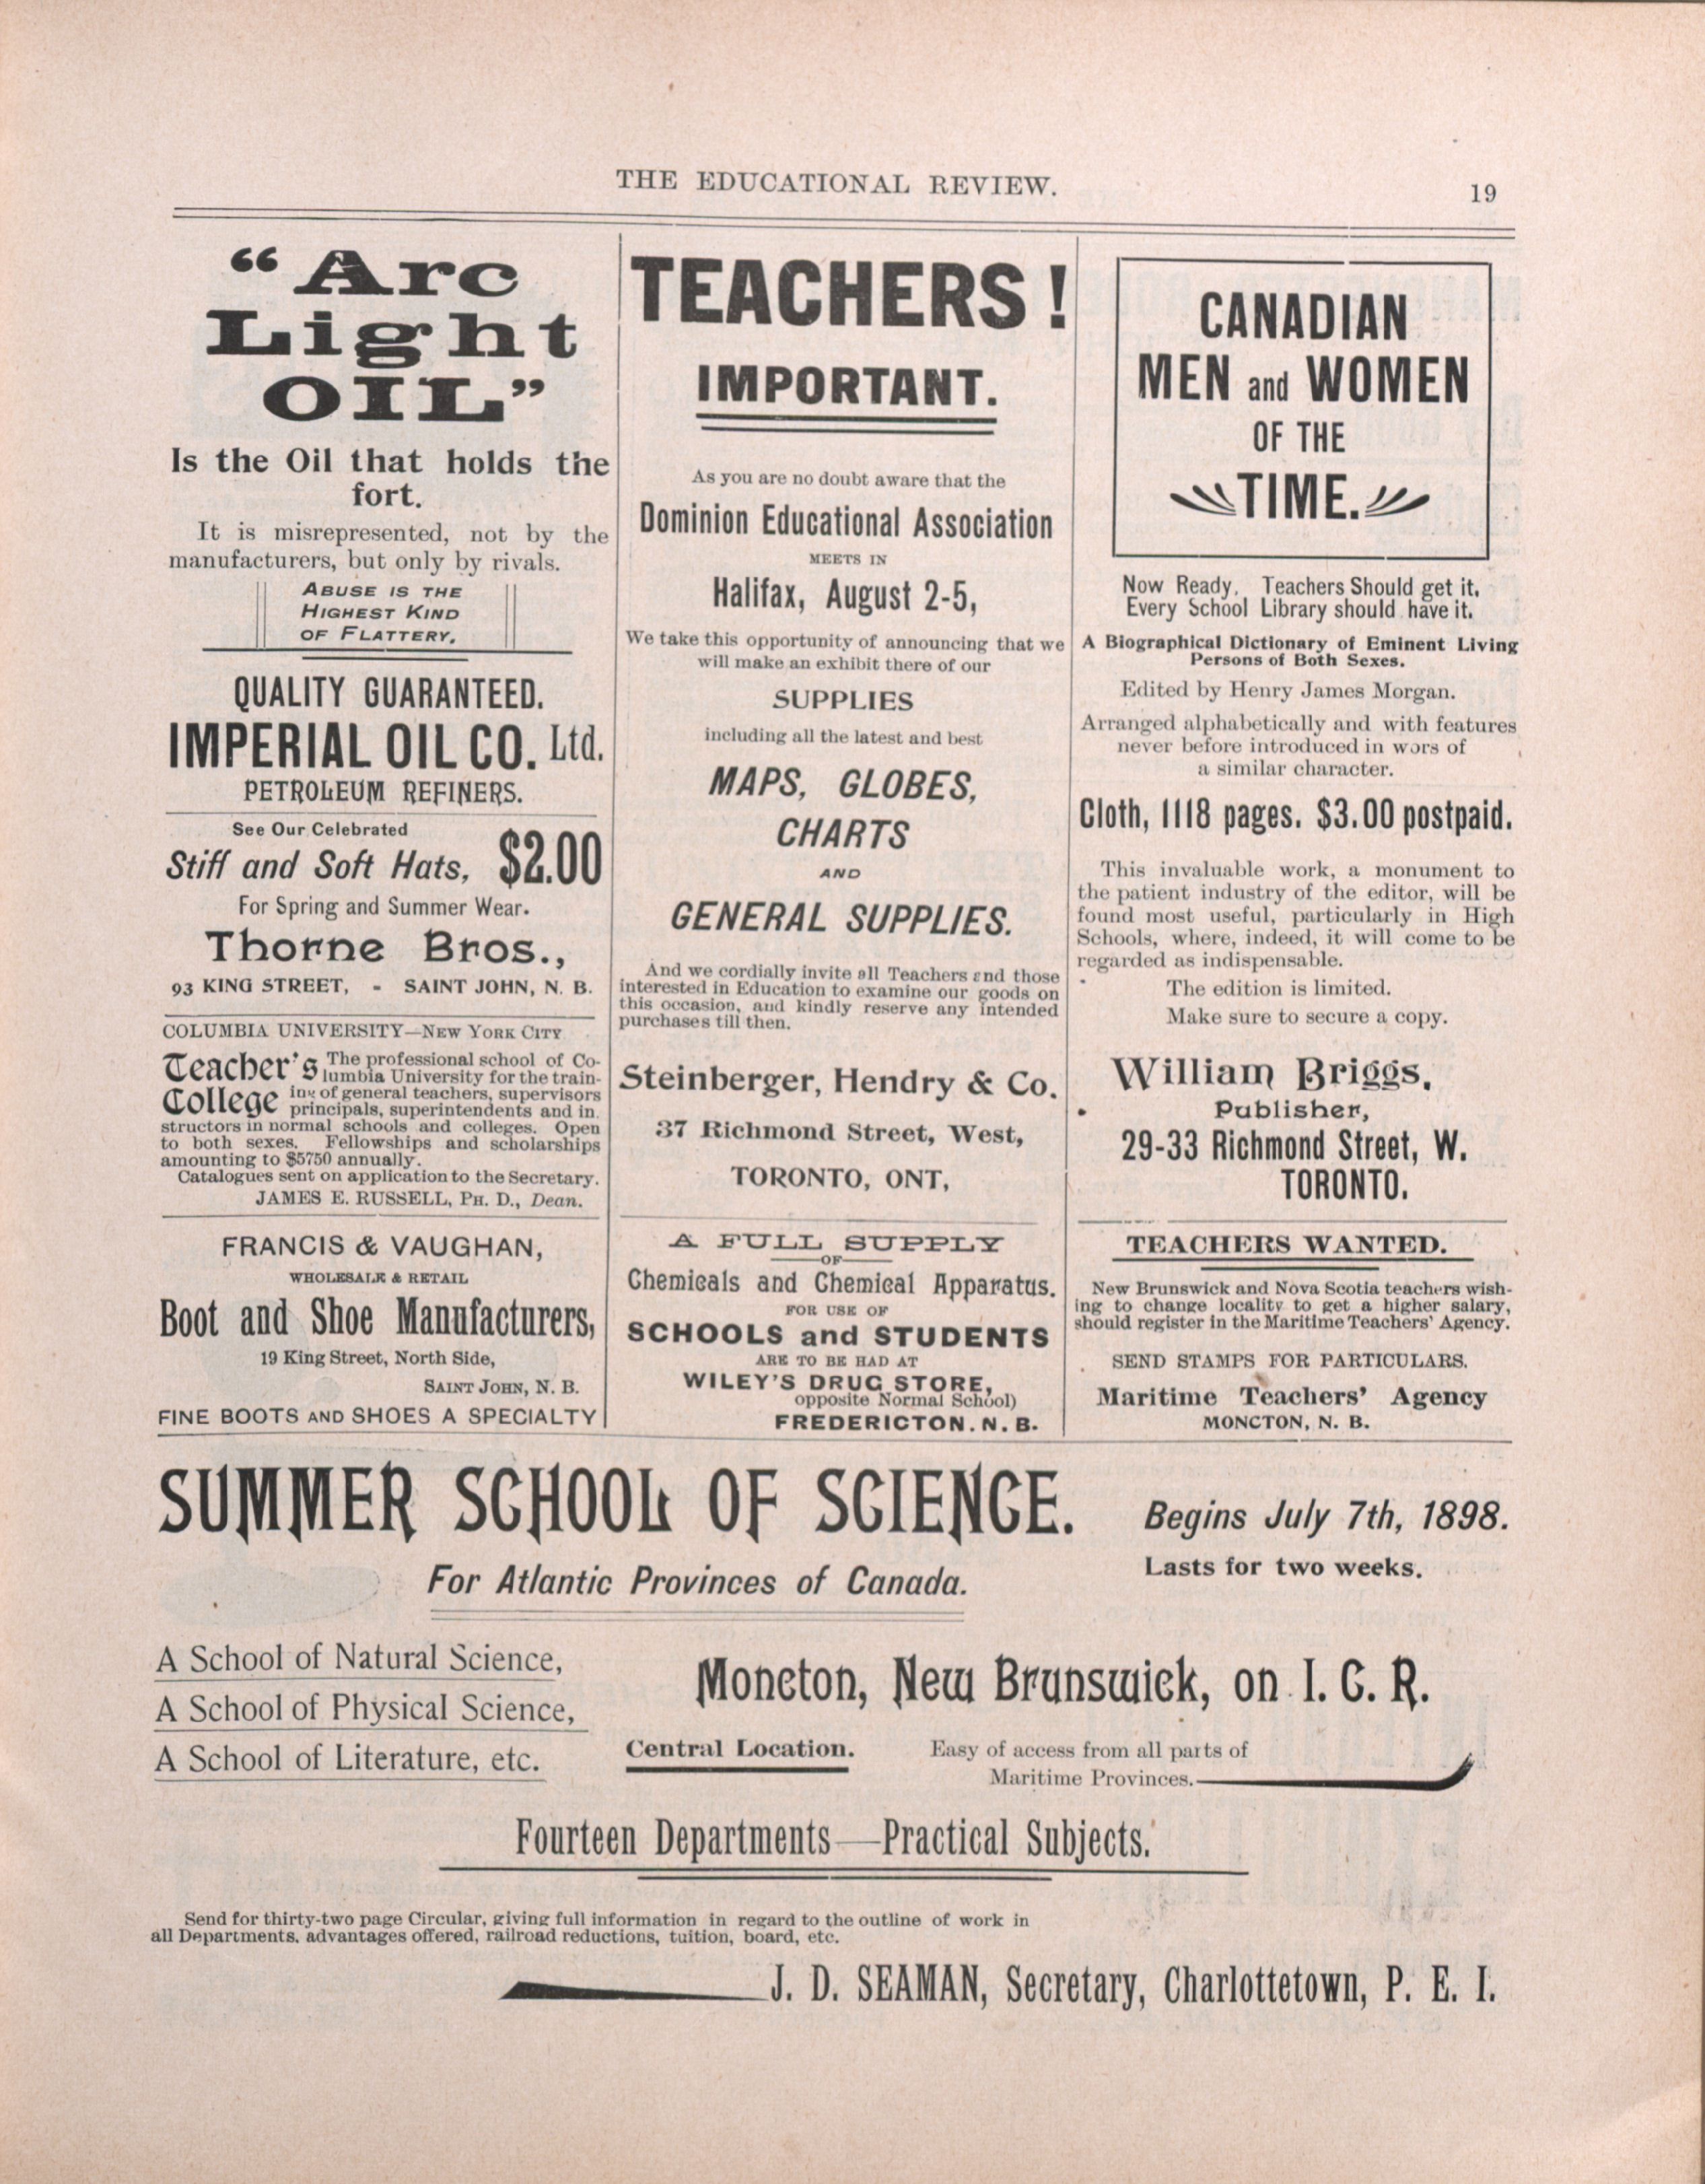 THE EDUCATIONAL REVIEW.
19
"Arc
Light
OIL"
Is the Oil that holds the
fort.
It is misrepresented, not by the
manufacturers, but only by rivals.
ABUSE IS THE
HIGHEST KIND
OF FLATTERY.
QUALITY GUARANTEED.
IMPERIAL OIL CO. Ltd.
PETROLEUM REFINERS.
See Our Celebrated
Stiff and Soft Hats, $2.00
For Spring and Summer Wear.
Thorne Bros.,
93 KING STREET, - SAINT JOHN, N. B.
COLUMBIA UNIVERSITY—NEW YORK CITY
Teacher's The professional school of Co-
lumbia University for the train-
College ing of general teachers, supervisors
principals, superintendents and in.
structors in normal schools and colleges. Open
to both sexes. Fellowships and scholarships
amounting to $5750 annually.
Catalogues sent on application to the Secretary.
JAMES E. RUSSELL, PH. D., Dean.
FRANCIS & VAUGHAN,
WHOLESALE & RETAIL
Boot and Shoe Manufacturers,
19 King Street, North Side,
SAINT JOHN, N. B.
FINE BOOTS AND SHOES A SPECIALTY
TEACHERS!
IMPORTANT.
As you are no doubt aware that the
Dominion Educational Association
MEETS IN
Halifax, August 2-5,
We take this opportunity of announcing that we
will make an exhibit there of our
SUPPLIES
including all the latest and best
MAPS, GLOBES,
CHARTS
AND
GENERAL SUPPLIES.
And we cordially invite all Teachers and those
interested in Education to examine our goods on
this occasion, and kindly reserve any intended
purchases till then.
Steinberger, Hendry & Co.
37 Richmond Street, West,
TORONTO, ONT,
A FULL SUPPLY
OF
Chemicals and Chemical Apparatus.
FOR USE OF
SCHOOLS and STUDENTS
ARE TO BE HAD AT
WILEY'S DRUG STORE,
opposite Normal School)
FREDERICTON. N. B.
CANADIAN
MEN and WOMEN
OF THE
TIME.
Now Ready. Teachers Should get it.
Every School Library should have it.
A Biographical Dictionary of Eminent Living
Persons of Both Sexes.
Edited by Henry James Morgan.
Arranged alphabetically and with features
never before introduced in wors of
a similar character.
Cloth, 1118 pages. $3.00 postpaid.
This invaluable work, a monument to
the patient industry of the editor, will be
found most useful, particularly in High
Schools, where, indeed, it will come to be
regarded as indispensable.
The edition is limited.
Make sure to secure a copy.
William Briggs,
Publisher,
29-33 Richmond Street, W.
TORONTO.
TEACHERS WANTED.
New Brunswick and Nova Scotia teachers wish-
ing to change locality to get a higher salary,
should register in the Maritime Teachers' Agency.
SEND STAMPS FOR PARTICULARS.
Maritime Teachers' Agency
MONCTON, N. B.
SUMMER SCHOOL OF SCIENCE.
Begins July 7th, 1898.
For Atlantic Provinces of Canada.
Lasts for two weeks.
A School of Natural Science,
A School of Physical Science,
A School of Literature, etc.
Moncton, New Brunswick, on I. C. R.
Central Location.
Easy of access from all parts of
Maritime Provinces.
Fourteen Departments—Practical Subjects.
Send for thirty-two page Circular, giving full information in regard to the outline of work in
all Departments, advantages offered, railroad reductions, tuition, board, etc.
J. D. SEAMAN, Secretary, Charlottetown, P. E. I.